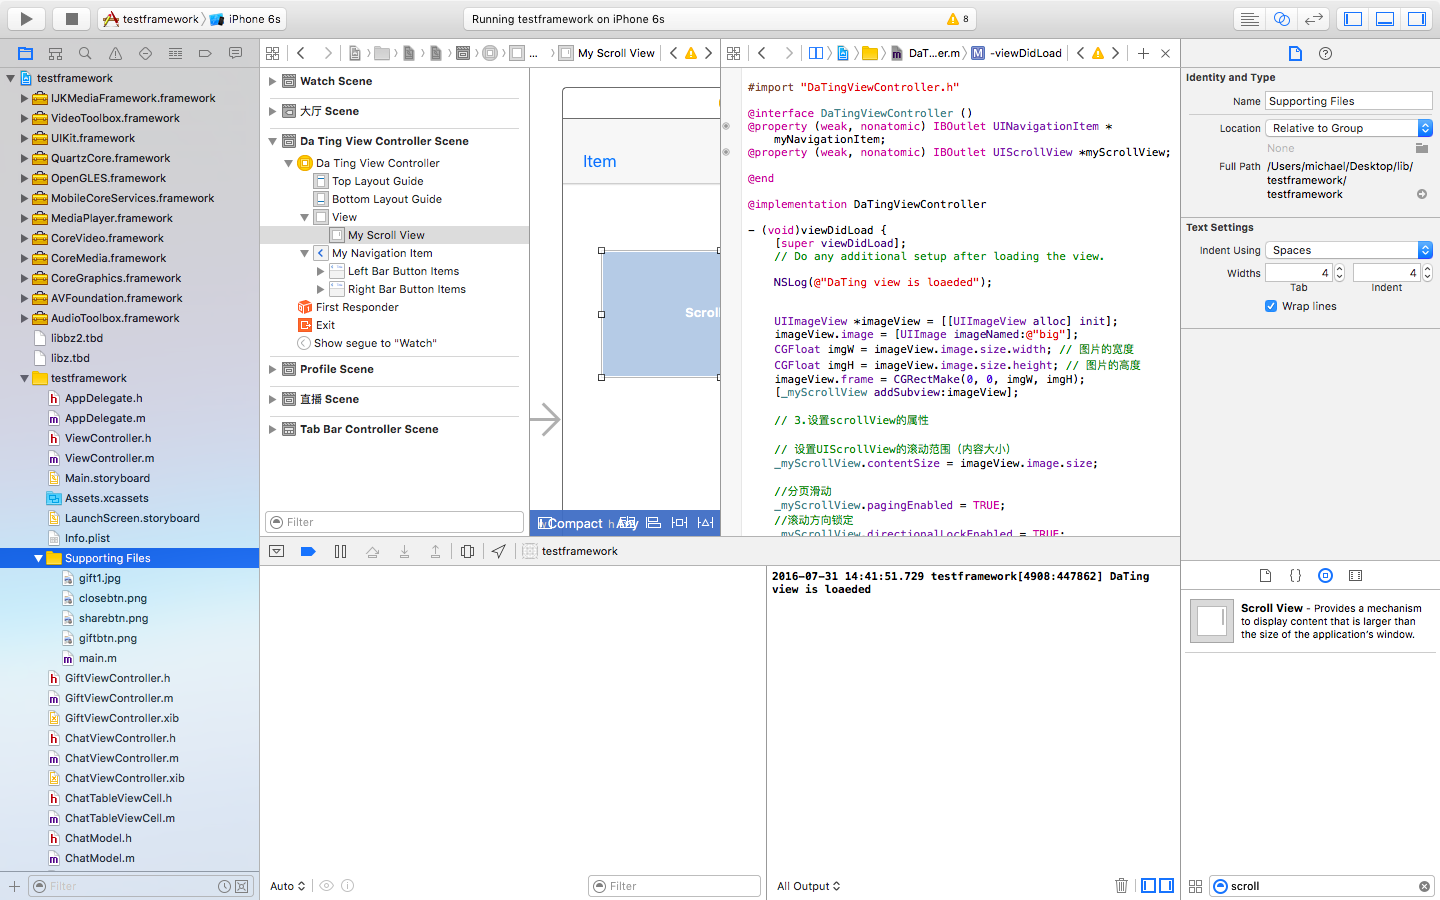 testframework
iPhone 6s
Running testframework on iPhone 6s
8
testframework
IJKMediaFramework.framework
VideoToolbox.framework
UIKit.framework
QuartzCore.framework
OpenGLES.framework
MobileCoreServices.framework
MediaPlayer.framework
CoreVideo.framework
CoreMedia.framework
CoreGraphics.framework
AVFoundation.framework
AudioToolbox.framework
libbz2.tbd
libz.tbd
testframework
AppDelegate.h
AppDelegate.m
ViewController.h
ViewController.m
Main.storyboard
Assets.xcassets
LaunchScreen.storyboard
Info.plist
Supporting Files
gift1.jpg
closebtn.png
sharebtn.png
giftbtn.png
main.m
GiftViewController.h
GiftViewController.m
GiftViewController.xib
ChatViewController.h
ChatViewController.m
ChatViewController.xib
ChatTableViewCell.h
ChatTableViewCell.m
ChatModel.h
ChatModel.m
Filter
... My Scroll View
Watch Scene
大厅 Scene
Da Ting View Controller Scene
Da Ting View Controller
Top Layout Guide
Bottom Layout Guide
View
My Scroll View
My Navigation Item
Left Bar Button Items
Right Bar Button Items
First Responder
Exit
Show segue to "Watch"
Profile Scene
直播 Scene
Tab Bar Controller Scene
Filter
Item
Scroll
Compact h Any
DaT...er.m
-viewDidLoad
#import "DaTingViewController.h"
@interface DaTingViewController ()
@property (weak, nonatomic) IBOutlet UINavigationItem *
myNavigationItem;
@property (weak, nonatomic) IBOutlet UIScrollView *myScrollView;
@end
@implementation DaTingViewController
- (void)viewDidLoad {
[super viewDidLoad];
// Do any additional setup after loading the view.
NSLog(@"DaTing view is loaeded");
UIImageView *imageView = [[UIImageView alloc] init];
imageView.image = [UIImage imageNamed:@"big"];
CGFloat imgW = imageView.image.size.width; // 图片的宽度
CGFloat imgH = imageView.image.size.height; // 图片的高度
imageView.frame = CGRectMake(0, 0, imgW, imgH);
[_myScrollView addSubview:imageView];
// 3.设置scrollView的属性
// 设置UIScrollView的滚动范围（内容大小）
_myScrollView.contentSize = imageView.image.size;
//分页滑动
_myScrollView.pagingEnabled = TRUE;
//滚动方向锁定
_myScrollView.directionalLockEnabled = TRUE;
testframework
2016-07-31 14:41:51.729 testframework[4908:447862] DaTing
view is loaeded
Auto
Filter
All Output
Identity and Type
Name Supporting Files
Location Relative to Group
None
Full Path /Users/michael/Desktop/lib/
testframework/
testframework
Text Settings
Indent Using Spaces
Widths 4 4
Tab Indent
Wrap lines
Scroll View - Provides a mechanism
to display content that is larger than
the size of the application's window.
scroll